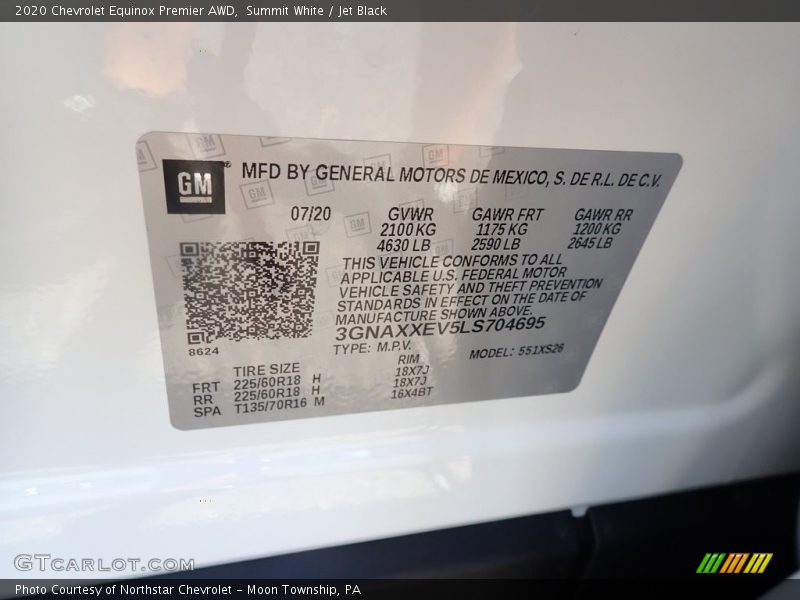 2020 Chevrolet Equinox Premier AWD,  Summit White / Jet Black
GM® MFD BY GENERAL MOTORS DE MEXICO, S. DE R.L. DE C.V.
07/20 GVWR GAWR FRT GAWR RR
2100 KG 1175 KG 1200 KG
4630 LB 2590 LB 2645 LB
THIS VEHICLE CONFORMS TO ALL
APPLICABLE U.S. FEDERAL MOTOR
VEHICLE SAFETY AND THEFT PREVENTION
STANDARDS IN EFFECT ON THE DATE OF
MANUFACTURE SHOWN ABOVE.
3GNAXXEV5LS704695
8624 TYPE: M.P.V. MODEL: 551XS26
TIRE SIZE RIM
FRT 225/60R18 H 18X7J
RR 225/60R18 H 18X7J
SPA T135/70R16 M 16X4BT
GTCARLOT.COM
Photo Courtesy of Northstar Chevrolet – Moon Township, PA